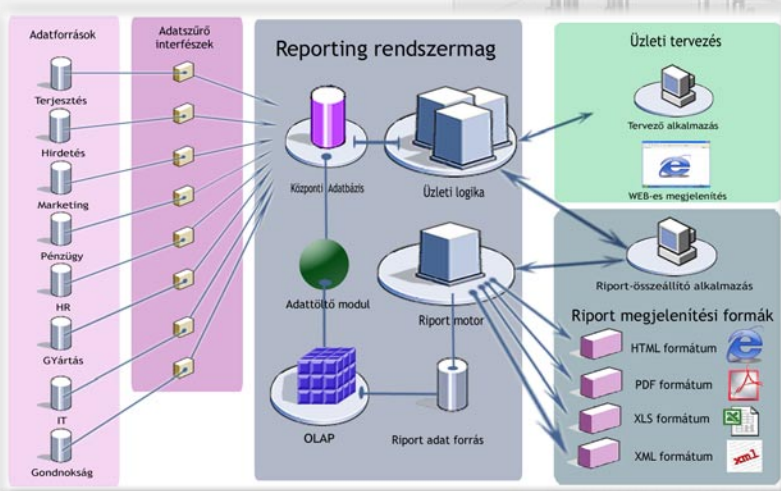 Adatforrások
Terjesztés
Hirdetés
Marketing
Pénzügy
HR
GYártás
IT
Gondnokság
Adatszűrő
interfészek
Reporting rendszermag
Központi Adatbázis
Üzleti logika
Adattöltő modul
Riport motor
OLAP
Riport adat forrás
Üzleti tervezés
Tervező alkalmazás
WEB-es megjelenítés
Riport-összeállító alkalmazás
Riport megjelenítési formák
HTML formátum
PDF formátum
XLS formátum
XML formátum
xml